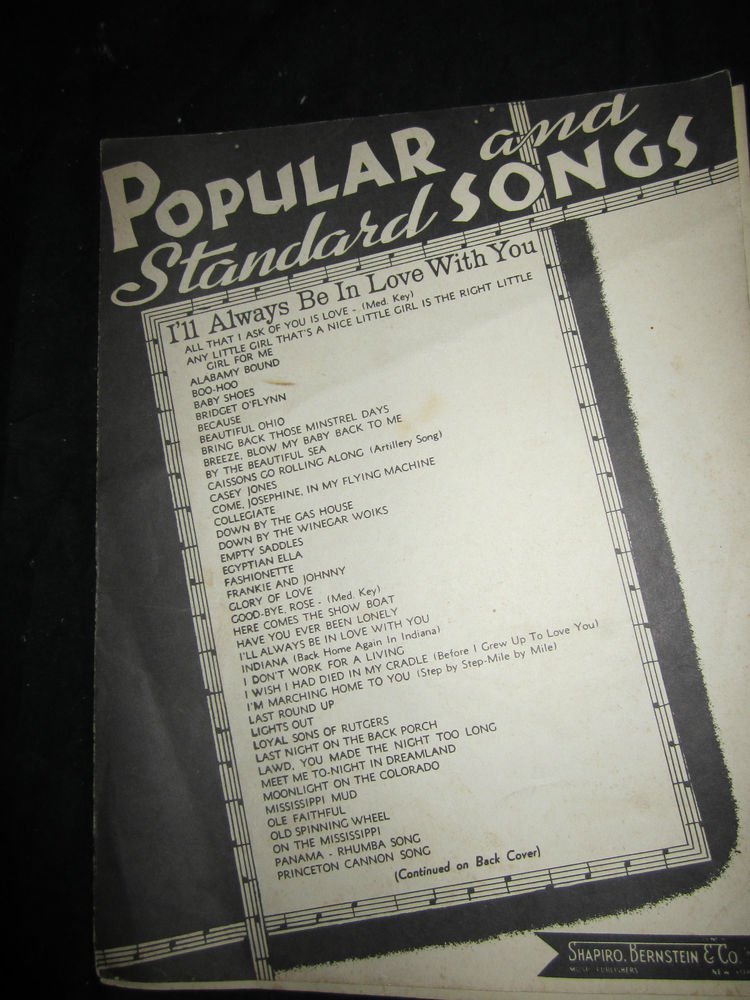 POPULAR and
Standard SONGS
I'll Always Be In Love With You
ALL THAT I ASK OF YOU IS LOVE - (Med. Key)
ANY LITTLE GIRL THAT'S A NICE LITTLE GIRL IS THE RIGHT LITTLE
GIRL FOR ME
ALABAMY BOUND
BOO-HOO
BABY SHOES
BRIDGET O'FLYNN
BECAUSE
BEAUTIFUL OHIO
BRING BACK THOSE MINSTREL DAYS
BREEZE, BLOW MY BABY BACK TO ME
BY THE BEAUTIFUL SEA
CAISSONS GO ROLLING ALONG (Artillery Song)
CASEY JONES
COME, JOSEPHINE, IN MY FLYING MACHINE
COLLEGIATE
DOWN BY THE GAS HOUSE
DOWN BY THE WINEGAR WOIKS
EMPTY SADDLES
EGYPTIAN ELLA
FASHIONETTE
FRANKIE AND JOHNNY
GLORY OF LOVE
GOOD-BYE, ROSE - (Med. Key)
HERE COMES THE SHOW BOAT
HAVE YOU EVER BEEN LONELY
I'LL ALWAYS BE IN LOVE WITH YOU
INDIANA (Back Home Again In Indiana)
I DON'T WORK FOR A LIVING
I WISH I HAD DIED IN MY CRADLE (Before I Grew Up To Love You)
I'M MARCHING HOME TO YOU (Step by Step-Mile by Mile)
LAST ROUND UP
LIGHTS OUT
LOYAL SONS OF RUTGERS
LAST NIGHT ON THE BACK PORCH
LAWD, YOU MADE THE NIGHT TOO LONG
MEET ME TO-NIGHT IN DREAMLAND
MOONLIGHT ON THE COLORADO
MISSISSIPPI MUD
OLE FAITHFUL
OLD SPINNING WHEEL
ON THE MISSISSIPPI
PANAMA - RHUMBA SONG
PRINCETON CANNON SONG
(Continued on Back Cover)
SHAPIRO, BERNSTEIN & CO.
MUSIC PUBLISHERS NEW